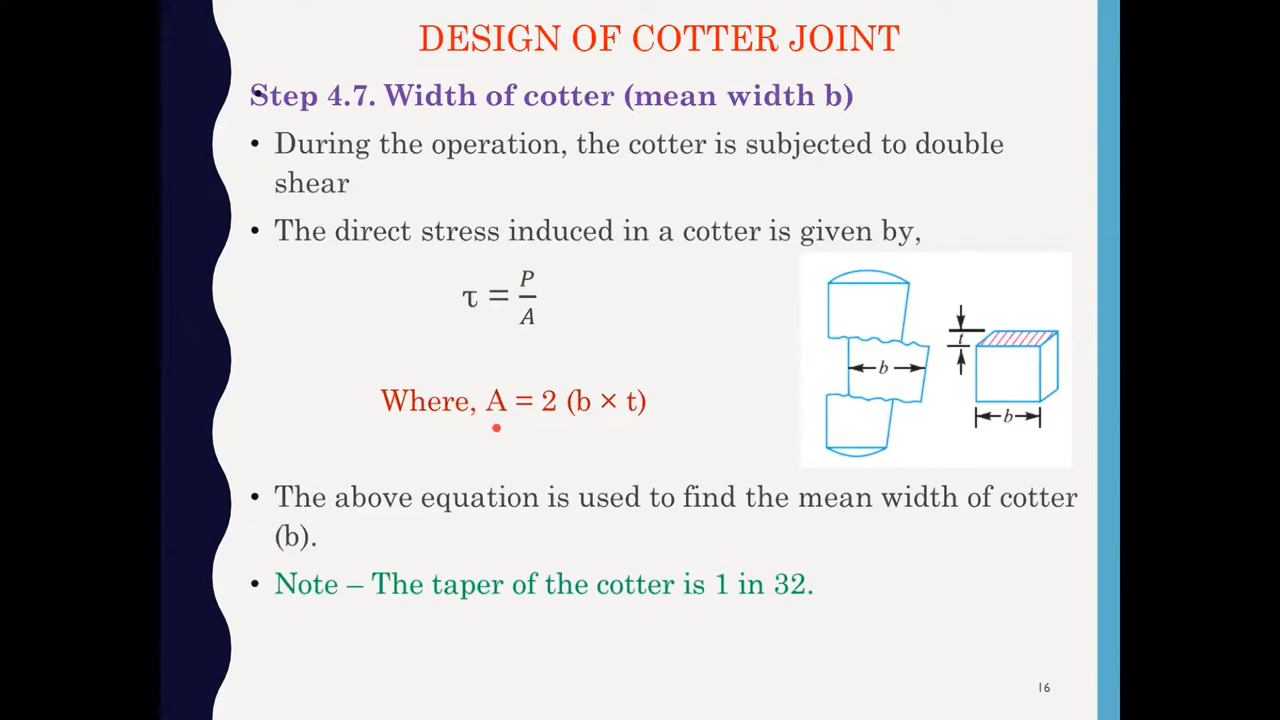 DESIGN OF COTTER JOINT
• Step 4.7. Width of cotter (mean width b)
• During the operation, the cotter is subjected to double
shear
• The direct stress induced in a cotter is given by,
τ = P/A
Where, A = 2 (b × t)
b
t
b
• The above equation is used to find the mean width of cotter
(b).
• Note – The taper of the cotter is 1 in 32.
16